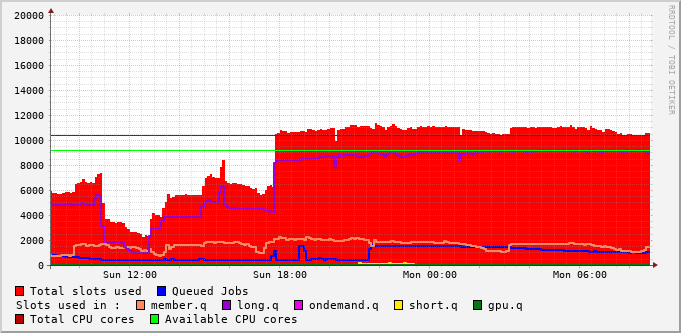 20000
18000
16000
14000
12000
10000
8000
6000
4000
2000
0
Sun 12:00 Sun 18:00 Mon 00:00 Mon 06:00
RRDTOOL / TOBI OETIKER
Total slots used Queued Jobs
Slots used in : member.q long.q ondemand.q short.q gpu.q
Total CPU cores Available CPU cores